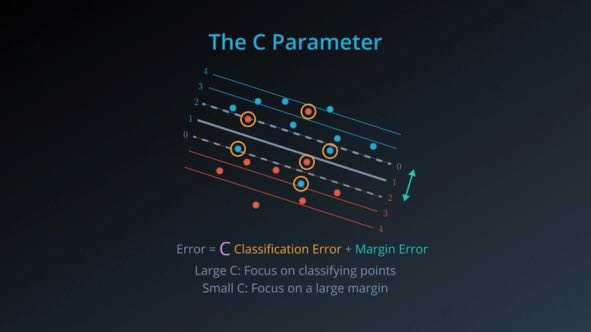 The C Parameter
4
3
2
1
0
0
1
2
3
4
Error = C Classification Error + Margin Error
Large C: Focus on classifying points
Small C: Focus on a large margin